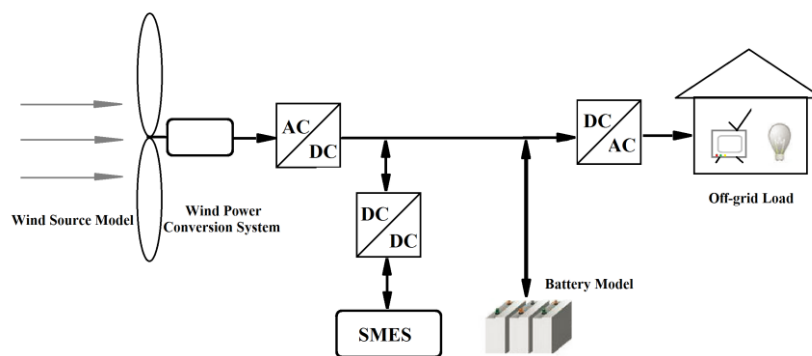 AC
DC
DC
AC
Wind Source Model
Wind Power
Conversion System
DC
DC
Off-grid Load
Battery Model
SMES